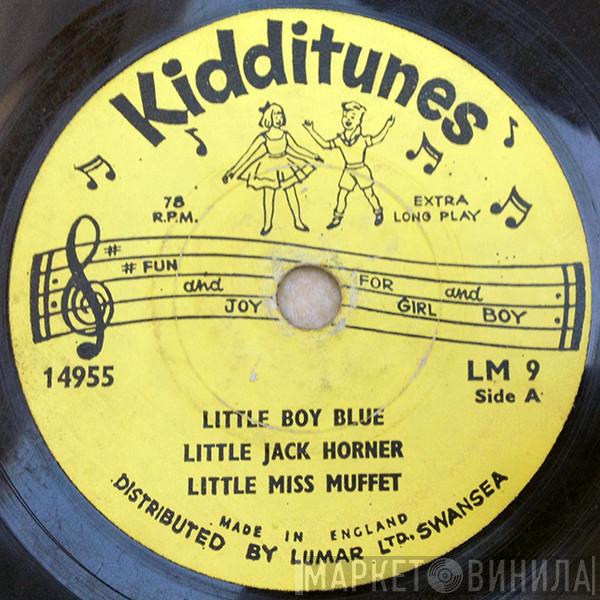 Kidditunes
78
R.P.M.
EXTRA
LONG PLAY
# FUN and JOY FOR GIRL and BOY
14955
LM 9
Side A
LITTLE BOY BLUE
LITTLE JACK HORNER
LITTLE MISS MUFFET
MADE IN ENGLAND
DISTRIBUTED BY LUMAR LTD., SWANSEA
МАРКЕТ ВИНИЛА